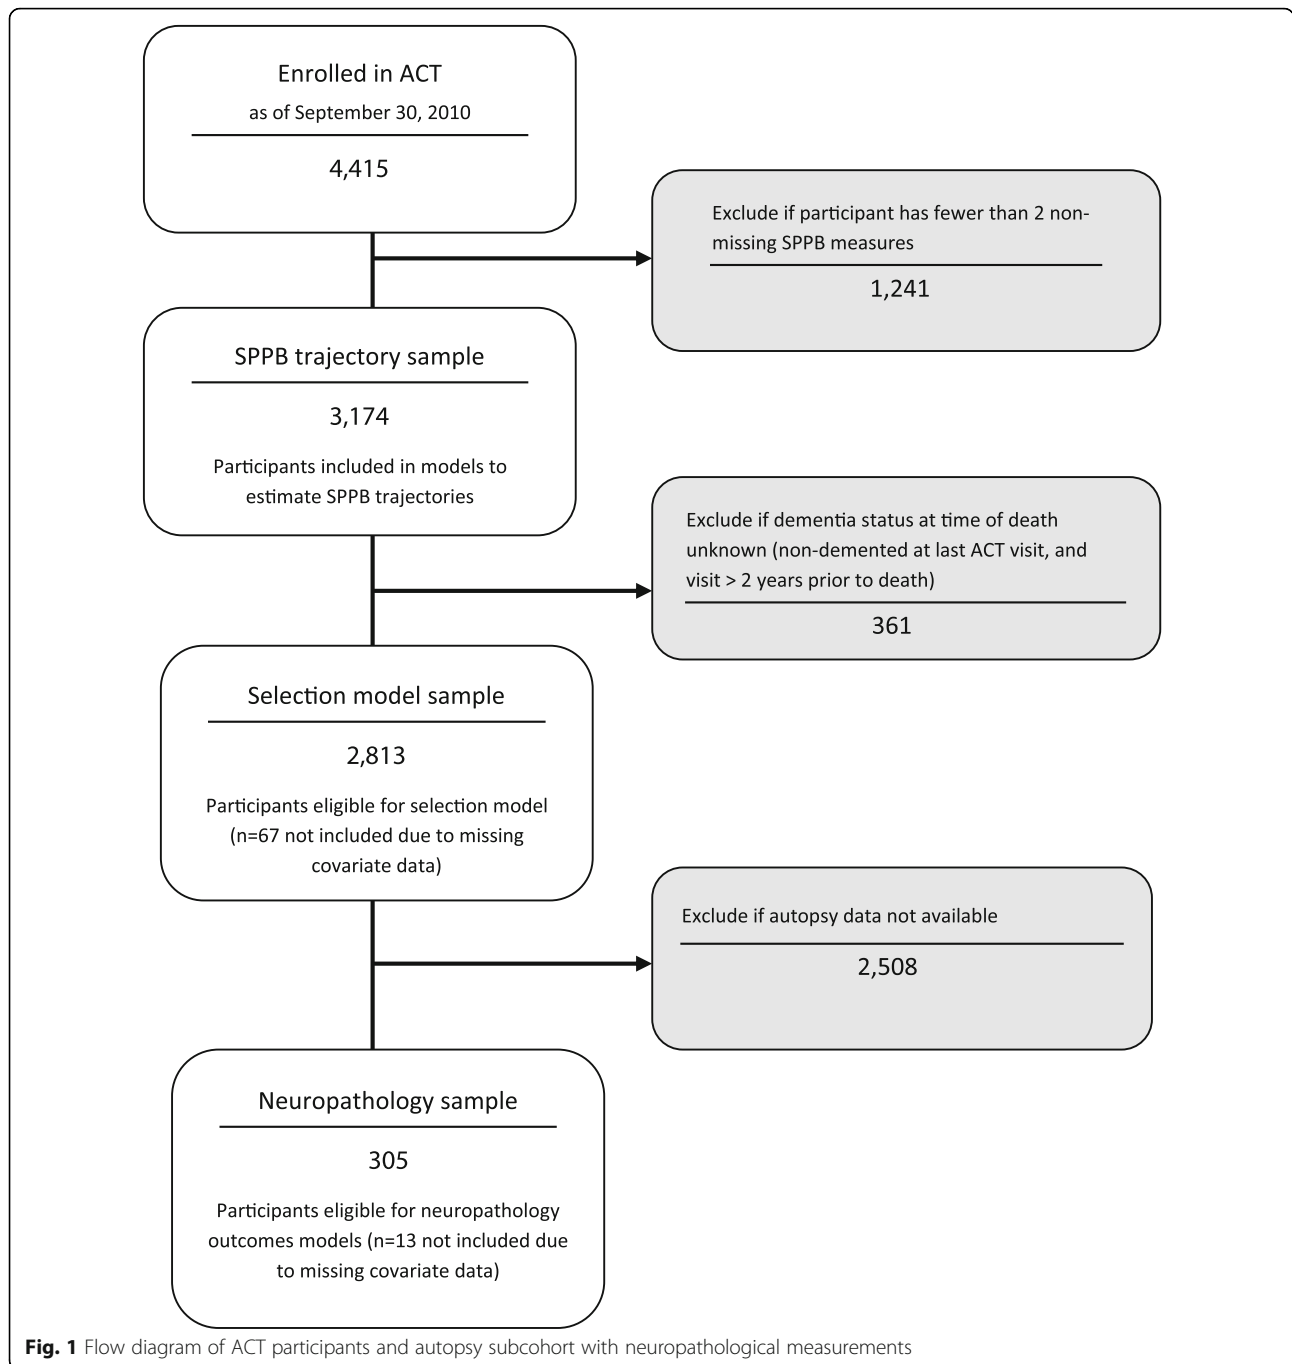 Enrolled in ACT
as of September 30, 2010
4,415
Exclude if participant has fewer than 2 non-
missing SPPB measures
1,241
SPPB trajectory sample
3,174
Participants included in models to
estimate SPPB trajectories
Exclude if dementia status at time of death
unknown (non-demented at last ACT visit, and
visit > 2 years prior to death)
361
Selection model sample
2,813
Participants eligible for selection model
(n=67 not included due to missing
covariate data)
Exclude if autopsy data not available
2,508
Neuropathology sample
305
Participants eligible for neuropathology
outcomes models (n=13 not included due
to missing covariate data)
Fig. 1 Flow diagram of ACT participants and autopsy subcohort with neuropathological measurements